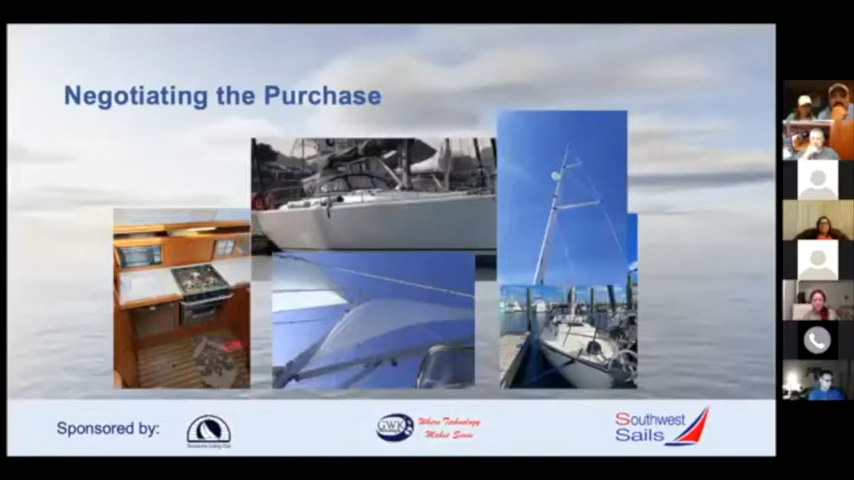 Negotiating the Purchase
Sponsored by:
GWK
Where Technology
Makes Sense
Southwest
Sails